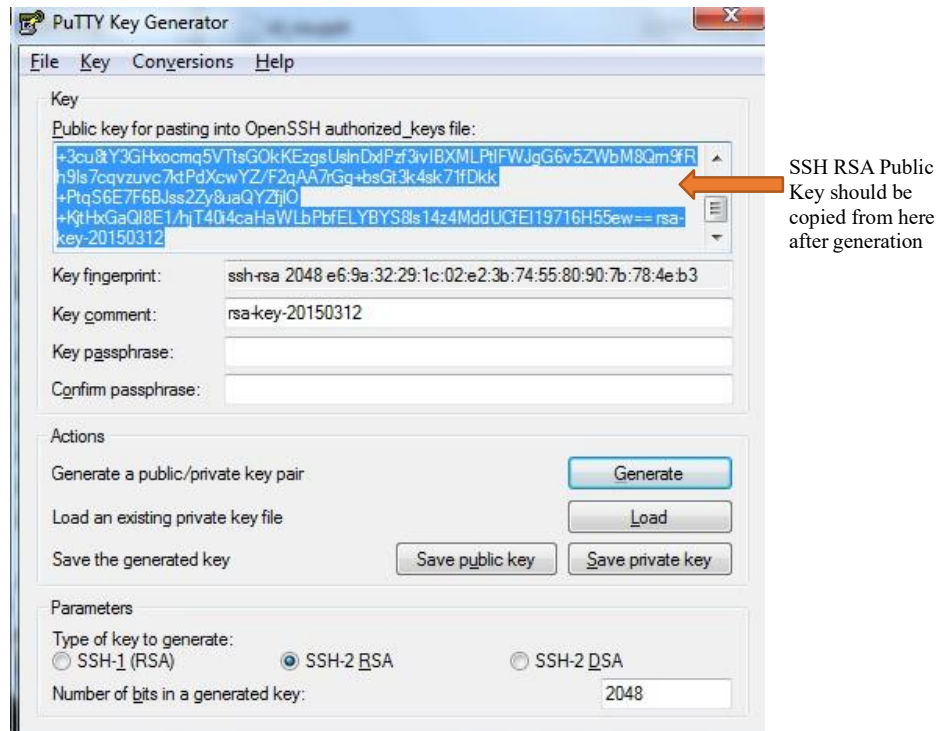 PuTTY Key Generator
File Key Conversions Help
Key
Public key for pasting into OpenSSH authorized_keys file:
+3cu8tY3GHxocmq5VTtsGOkKEzgsUslnDxlPzf3ivIBXMLPtlFWJgG6v5ZWbM8Qm9fR
h9ls7cqvzuvc7ktPdXcwYZ/F2qAA7rGg+bsGt3k4sk71fDkk
+PtqS6E7F6BJss2Zy8uaQYZfjlO
+KjtHxGaQI8E1/hjT40i4caHaWLbPbfELYBYS8ls14z4MddUCfEI19716H55ew== rsa-
key-20150312
SSH RSA Public
Key should be
copied from here
after generation
Key fingerprint: ssh-rsa 2048 e6:9a:32:29:1c:02:e2:3b:74:55:80:90:7b:78:4e:b3
Key comment: rsa-key-20150312
Key passphrase:
Confirm passphrase:
Actions
Generate a public/private key pair Generate
Load an existing private key file Load
Save the generated key Save public key Save private key
Parameters
Type of key to generate:
SSH-1 (RSA) SSH-2 RSA SSH-2 DSA
Number of bits in a generated key: 2048